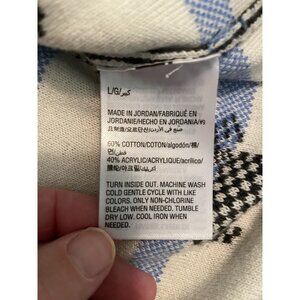 L/G/كبير
MADE IN JORDAN/FABRIQUÉ EN
JORDANIE/HECHO EN JORDANIA/
60% COTTON/COTON/algodón/棉/
40% ACRYLIC/ACRYLIQUE/acrílico/
TURN INSIDE OUT. MACHINE WASH
COLD GENTLE CYCLE WITH LIKE
COLORS. ONLY NON-CHLORINE
BLEACH WHEN NEEDED. TUMBLE
DRY LOW. COOL IRON WHEN
NEEDED.